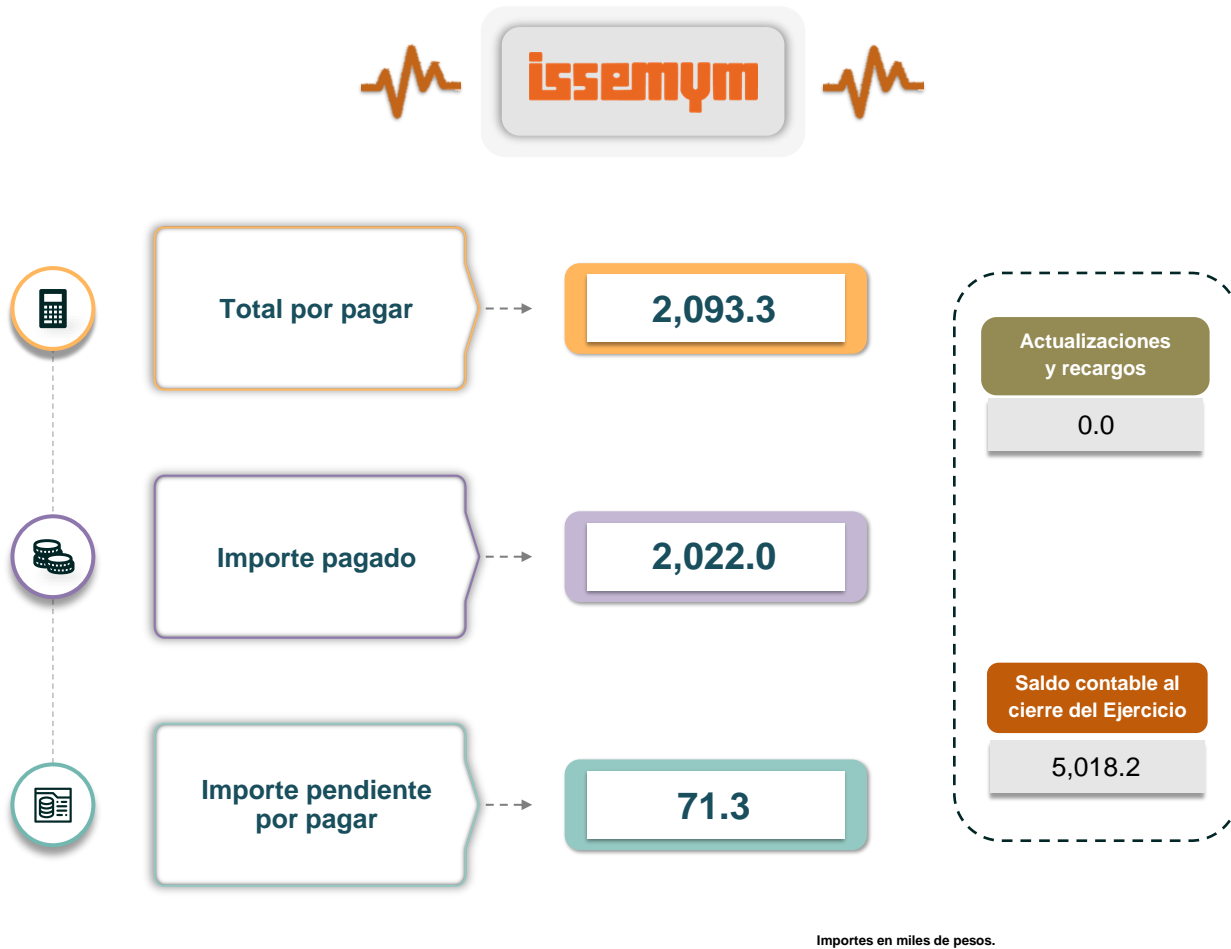 issemym
Total por pagar
2,093.3
Actualizaciones
y recargos
0.0
Importe pagado
2,022.0
Importe pendiente
por pagar
71.3
Saldo contable al
cierre del Ejercicio
5,018.2
Importes en miles de pesos.